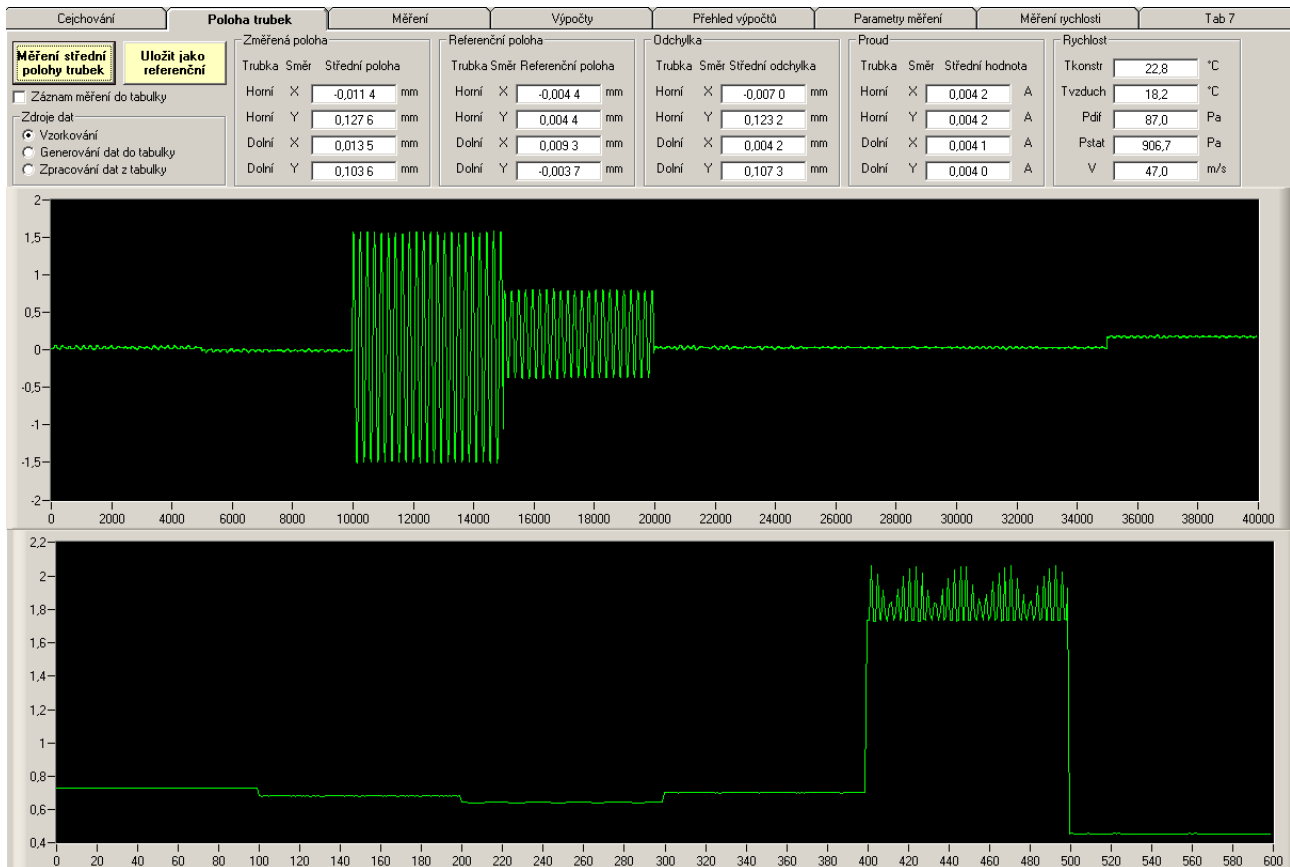 Cejchování Poloha trubek Měření Výpočty Přehled výpočtů Parametry měření Měření rychlosti Tab 7
Měření střední polohy trubek
Uložit jako referenční
Záznam měření do tabulky
Zdroje dat
Vzorkování
Generování dat do tabulky
Zpracování dat z tabulky
Změřená poloha
Trubka Směr Střední poloha
Horní X -0,011 4 mm
Horní Y 0,127 6 mm
Dolní X 0,013 5 mm
Dolní Y 0,103 6 mm
Referenční poloha
Trubka Směr Referenční poloha
Horní X -0,004 4 mm
Horní Y 0,004 4 mm
Dolní X 0,009 3 mm
Dolní Y -0,003 7 mm
Odchylka
Trubka Směr Střední odchylka
Horní X -0,007 0 mm
Horní Y 0,123 2 mm
Dolní X 0,004 2 mm
Dolní Y 0,107 3 mm
Proud
Trubka Směr Střední hodnota
Horní X 0,004 2 A
Horní Y 0,004 2 A
Dolní X 0,004 1 A
Dolní Y 0,004 0 A
Rychlost
Tkonstr 22,8 °C
Tvzduch 18,2 °C
Pdif 87,0 Pa
Pstat 906,7 Pa
V 47,0 m/s
2
1,5
1
0,5
0
-0,5
-1
-1,5
-2
0 2000 4000 6000 8000 10000 12000 14000 16000 18000 20000 22000 24000 26000 28000 30000 32000 34000 36000 38000 40000
2,2
2
1,8
1,6
1,4
1,2
1
0,8
0,6
0,4
0 20 40 60 80 100 120 140 160 180 200 220 240 260 280 300 320 340 360 380 400 420 440 460 480 500 520 540 560 580 600